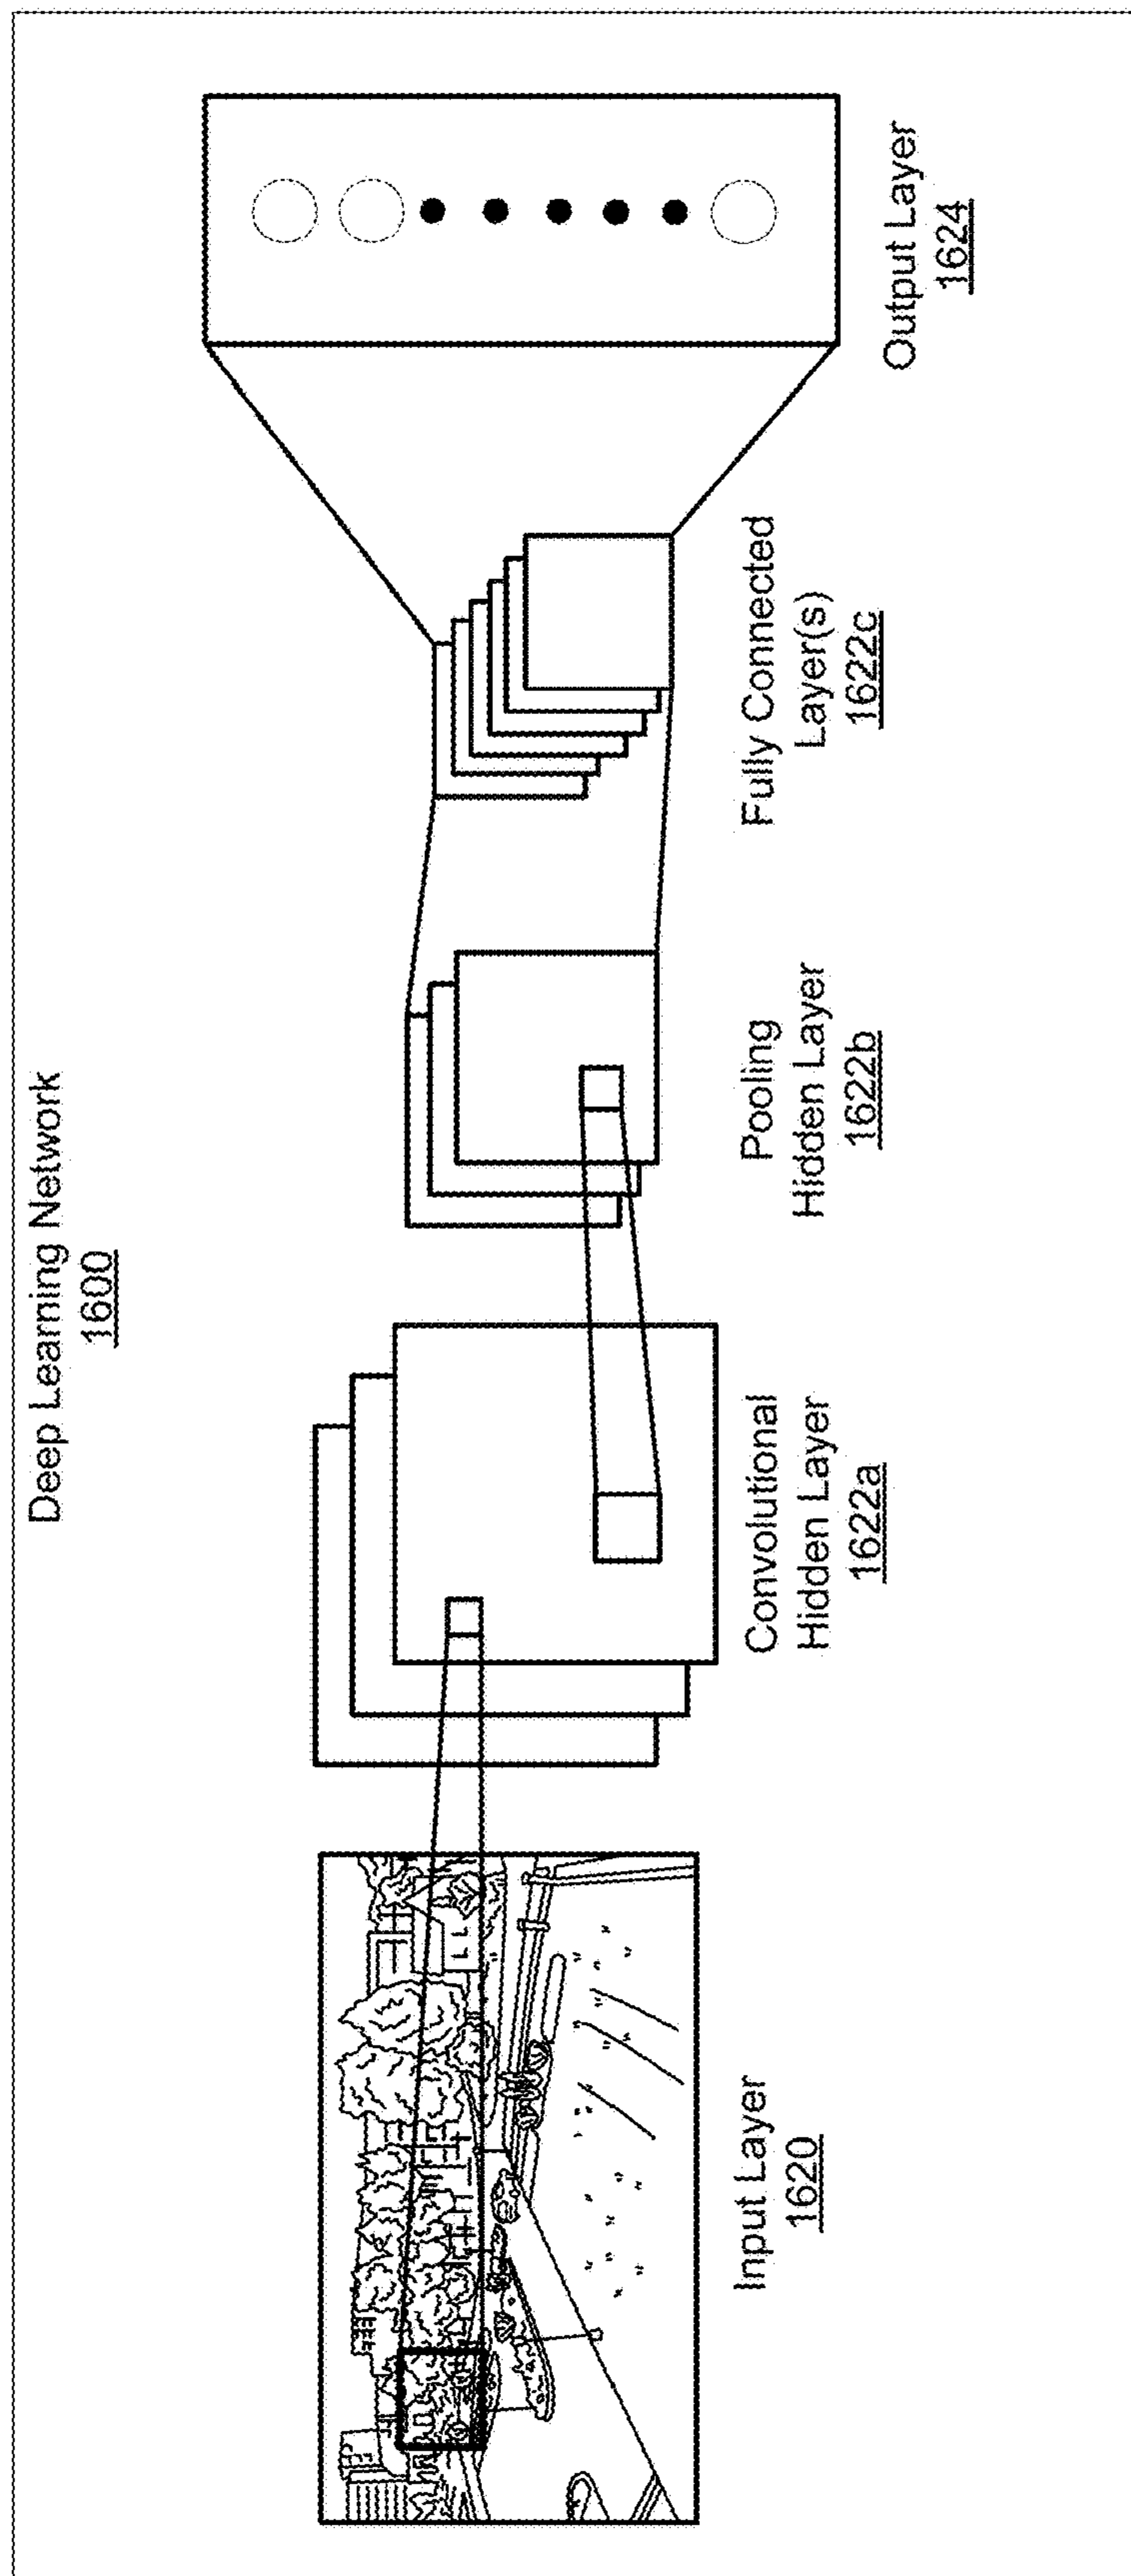 Deep Learning Network
1600
Input Layer
1620
Convolutional
Hidden Layer
1622a
Pooling
Hidden Layer
1622b
Fully Connected
Layer(s)
1622c
Output Layer
1624